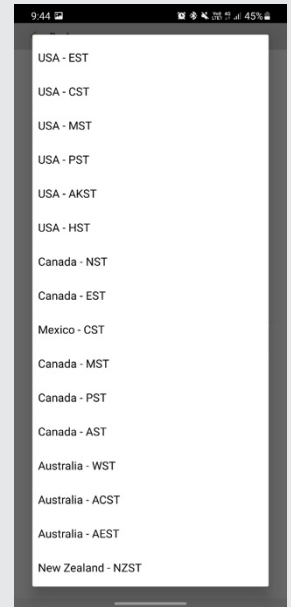 9:44
45%
USA - EST
USA - CST
USA - MST
USA - PST
USA - AKST
USA - HST
Canada - NST
Canada - EST
Mexico - CST
Canada - MST
Canada - PST
Canada - AST
Australia - WST
Australia - ACST
Australia - AEST
New Zealand - NZST